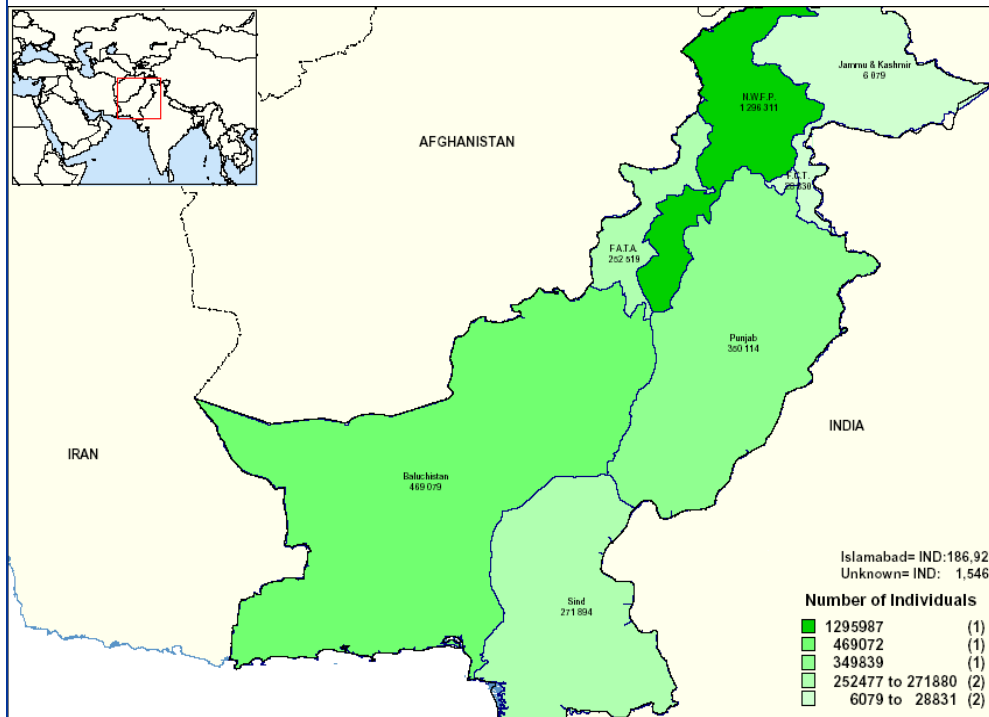 Jammu & Kashmir
6 079
N.W.F.P.
1 296 311
AFGHANISTAN
F.C.T.
F.A.T.A.
252 519
Punjab
350 114
INDIA
IRAN
Baluchistan
469 079
Sind
271 894
Islamabad= IND:186,92
Unknown= IND: 1,546
Number of Individuals
1295987 (1)
469072 (1)
349839 (1)
252477 to 271880 (2)
6079 to 28831 (2)